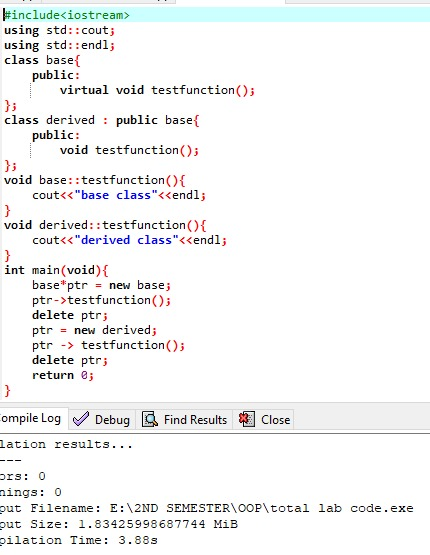 #include<iostream>
using std::cout;
using std::endl;
class base{
    public:
        virtual void testfunction();
};
class derived : public base{
    public:
        void testfunction();
};
void base::testfunction(){
    cout<<"base class"<<endl;
}
void derived::testfunction(){
    cout<<"derived class"<<endl;
}
int main(void){
    base*ptr = new base;
    ptr->testfunction();
    delete ptr;
    ptr = new derived;
    ptr -> testfunction();
    delete ptr;
    return 0;
}
ompile Log Debug Find Results Close
lation results...
---
ors: 0
nings: 0
put Filename: E:\2ND SEMESTER\OOP\total lab code.exe
put Size: 1.83425998687744 MiB
pilation Time: 3.88s